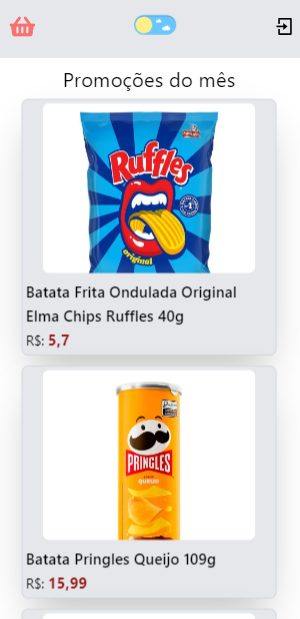 Promoções do mês
Ruffles
original
Batata Frita Ondulada Original
Elma Chips Ruffles 40g
R$: 5,7
PRINGLES
QUEIJO
Batata Pringles Queijo 109g
R$: 15,99